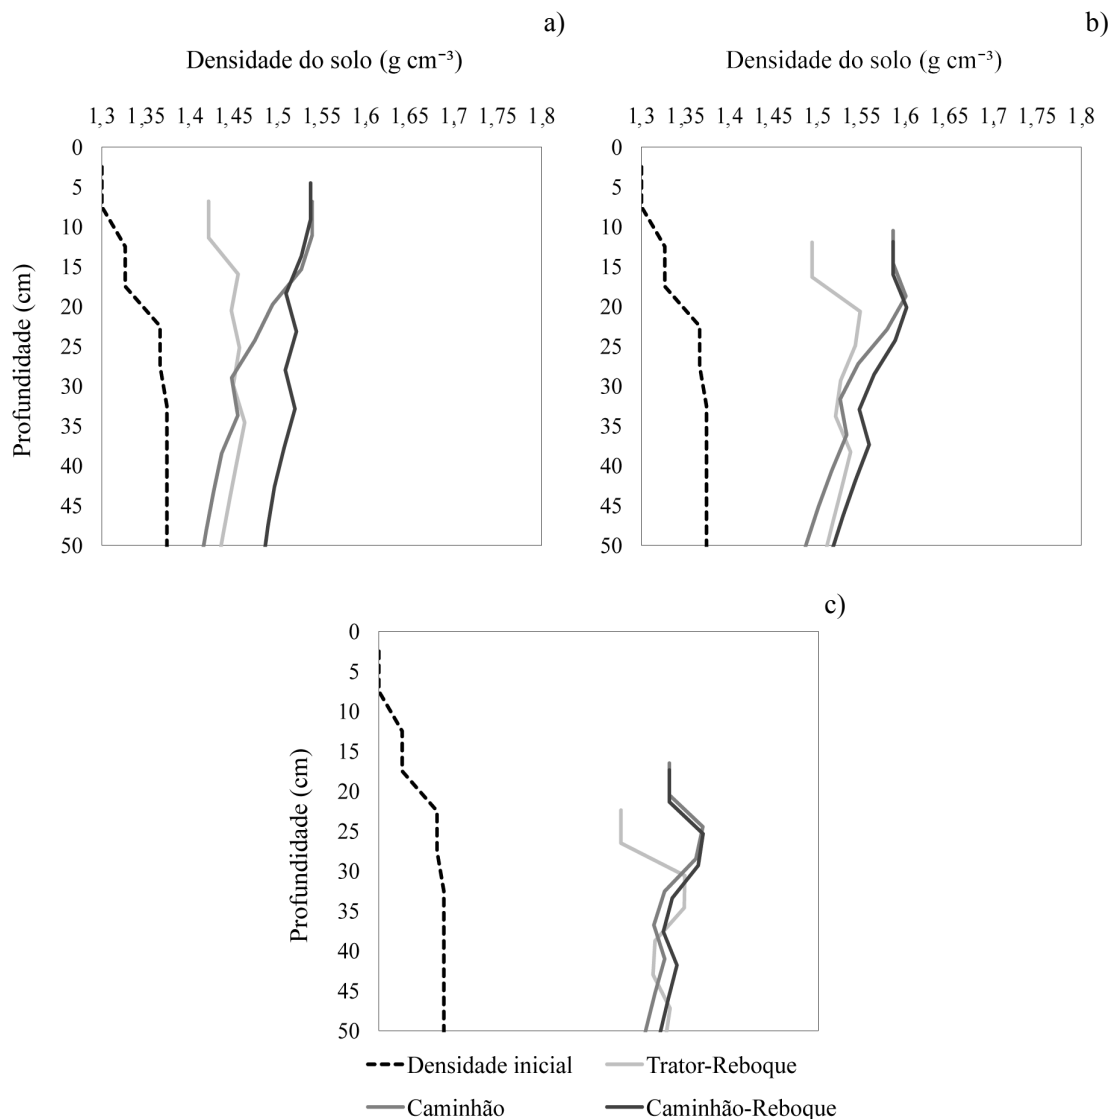 a)
b)
Densidade do solo (g cm⁻³)
Densidade do solo (g cm⁻³)
1,3 1,35 1,4 1,45 1,5 1,55 1,6 1,65 1,7 1,75 1,8
1,3 1,35 1,4 1,45 1,5 1,55 1,6 1,65 1,7 1,75 1,8
Profundidade (cm)
0
5
10
15
20
25
30
35
40
45
50
0
5
10
15
20
25
30
35
40
45
50
c)
Profundidade (cm)
0
5
10
15
20
25
30
35
40
45
50
Densidade inicial
Trator-Reboque
Caminhão
Caminhão-Reboque